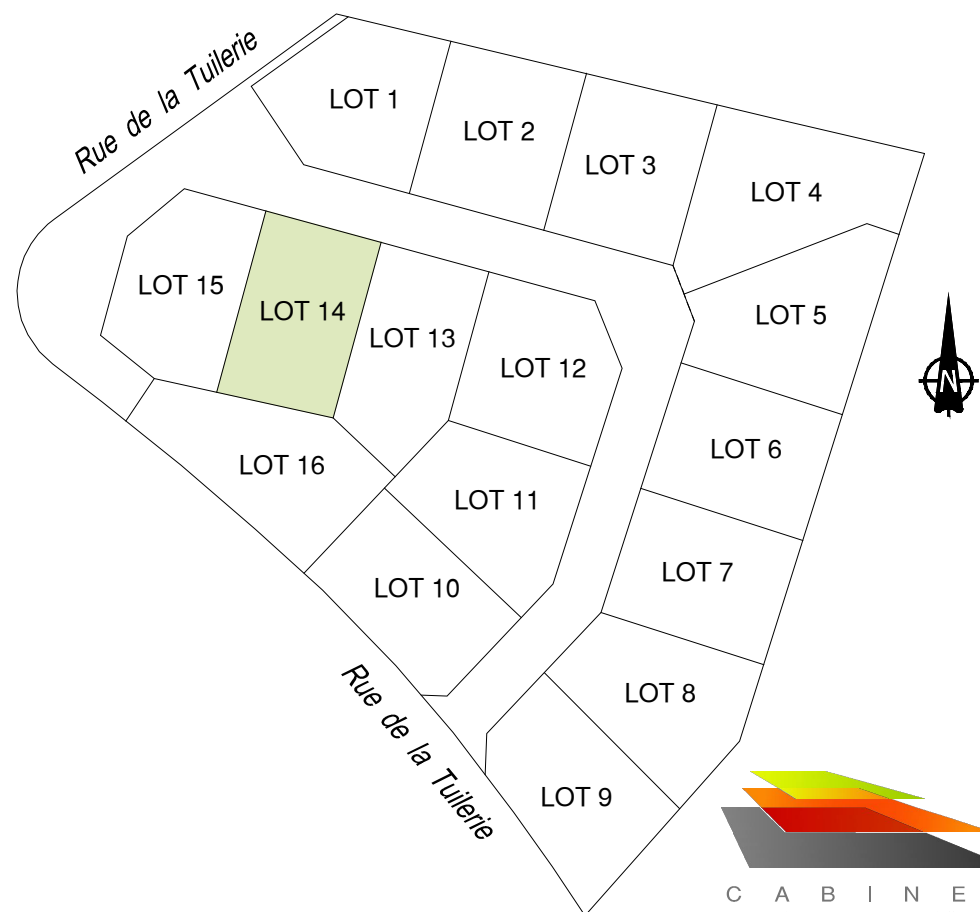 Rue de la Tuilerie
LOT 1
LOT 2
LOT 3
LOT 4
LOT 15
LOT 14
LOT 13
LOT 12
LOT 5
N
LOT 16
LOT 11
LOT 6
LOT 10
LOT 7
Rue de la Tuilerie
LOT 8
LOT 9
C A B I N E